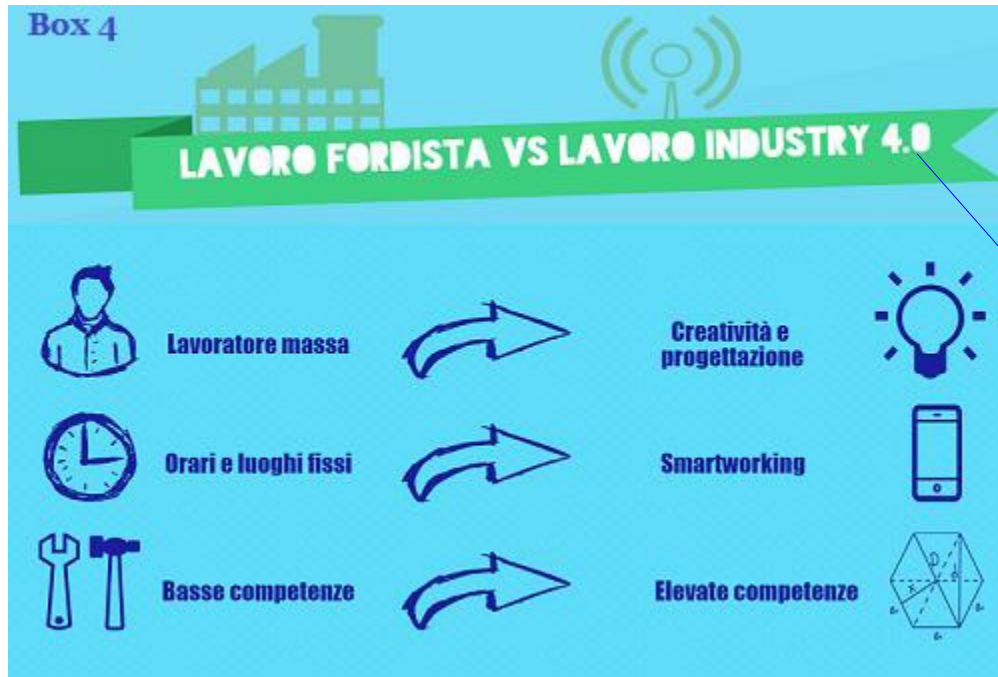 Box 4
LAVORO FORDISTA VS LAVORO INDUSTRY 4.0
Lavoratore massa
Creatività e
progettazione
Orari e luoghi fissi
Smartworking
Basse competenze
Elevate competenze